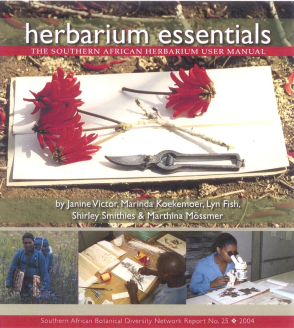 herbarium essentials
THE SOUTHERN AFRICAN HERBARIUM USER MANUAL
by Janine Victor, Marinda Koekemoer, Lyn Fish,
Shirley Smithies & Marthina Mössmer
Southern African Botanical Diversity Network Report No. 25 ❖ 2004